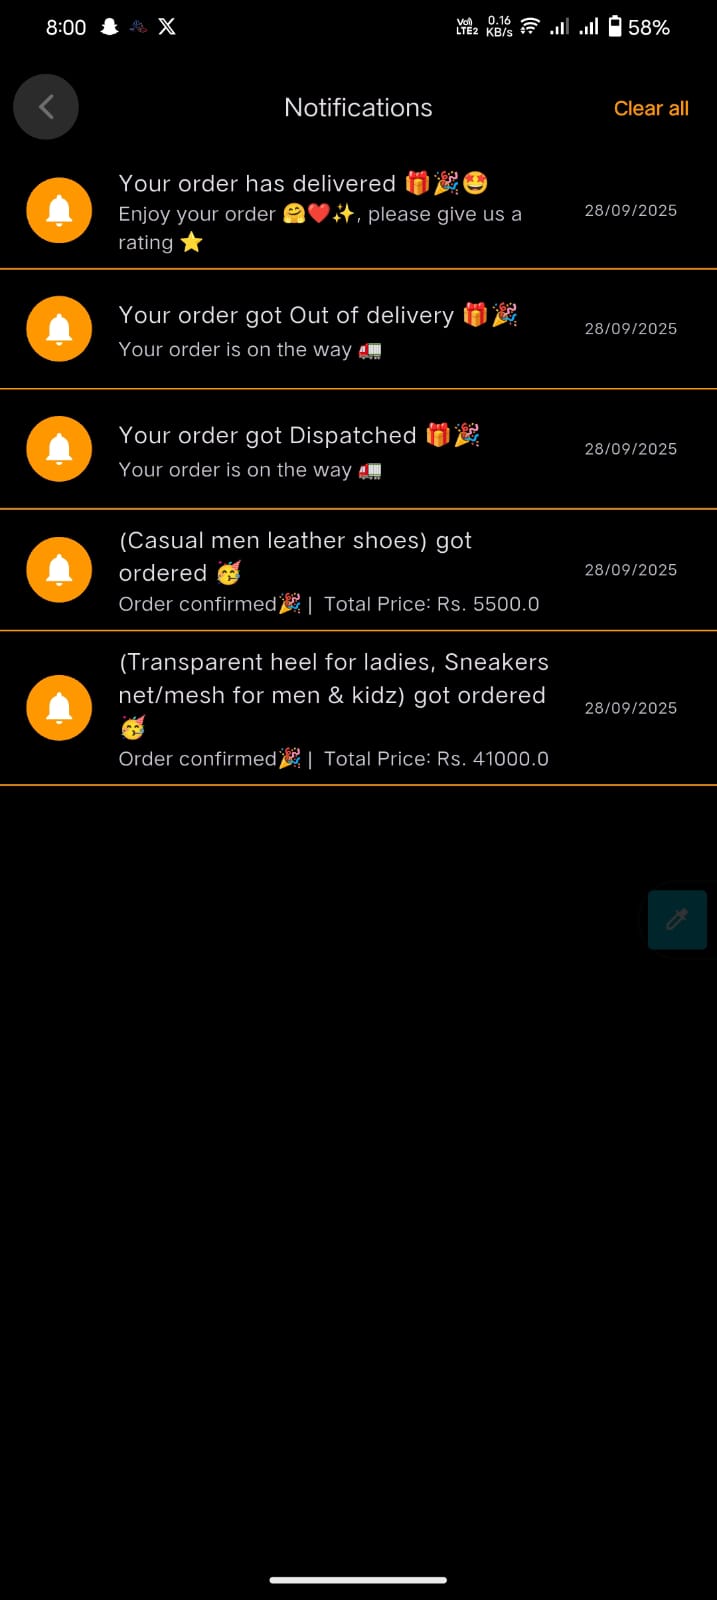 8:00
Vo) LTE2 0.16 KB/s 58%
Notifications Clear all
Your order has delivered 🎁🎉🤩
Enjoy your order 🤗❤️✨, please give us a
rating ⭐
28/09/2025
Your order got Out of delivery 🎁🎉
Your order is on the way 🚛
28/09/2025
Your order got Dispatched 🎁🎉
Your order is on the way 🚛
28/09/2025
(Casual men leather shoes) got
ordered 🥳
Order confirmed🎉 | Total Price: Rs. 5500.0
28/09/2025
(Transparent heel for ladies, Sneakers
net/mesh for men & kidz) got ordered
🥳
Order confirmed🎉 | Total Price: Rs. 41000.0
28/09/2025